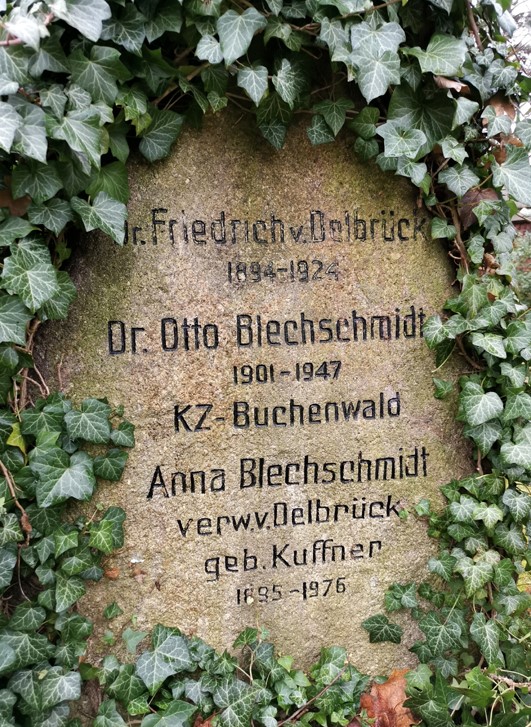 Dr. Friedrich v. Delbrück
1894-1924
Dr. Otto Blechschmidt
1901-1947
KZ-Buchenwald
Anna Blechschmidt
verw. v. Delbrück
geb. Kuffner
1895-1976